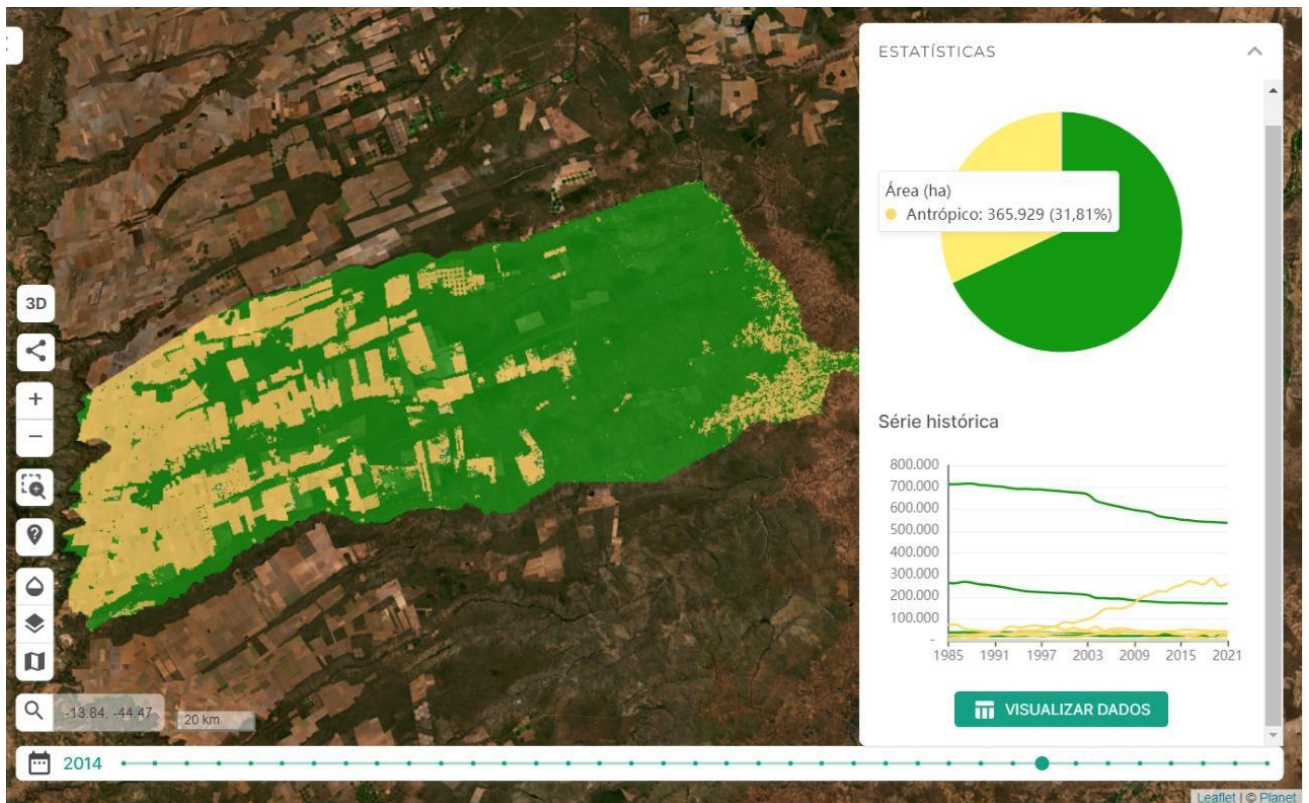 ESTATÍSTICAS
Área (ha)
Antrópico: 365.929 (31,81%)
3D
+
−
?
Série histórica
800.000
700.000
600.000
500.000
400.000
300.000
200.000
100.000
-
1985 1991 1997 2003 2009 2015 2021
VISUALIZAR DADOS
-13.84, -44.47
20 km
2014
Leaflet | © Planet